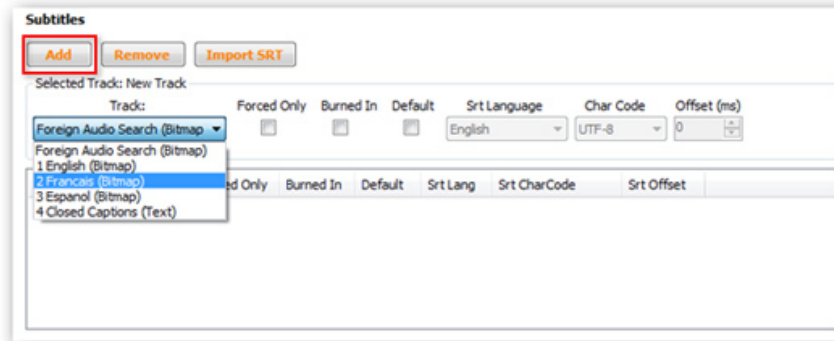 Subtitles
Add Remove Import SRT
Selected Track: New Track
Track: Forced Only Burned In Default Srt Language Char Code Offset (ms)
Foreign Audio Search (Bitmap English UTF-8 0
Foreign Audio Search (Bitmap)
1 English (Bitmap)
2 Francais (Bitmap)
ed Only Burned In Default Srt Lang Srt CharCode Srt Offset
3 Espanol (Bitmap)
4 Closed Captions (Text)